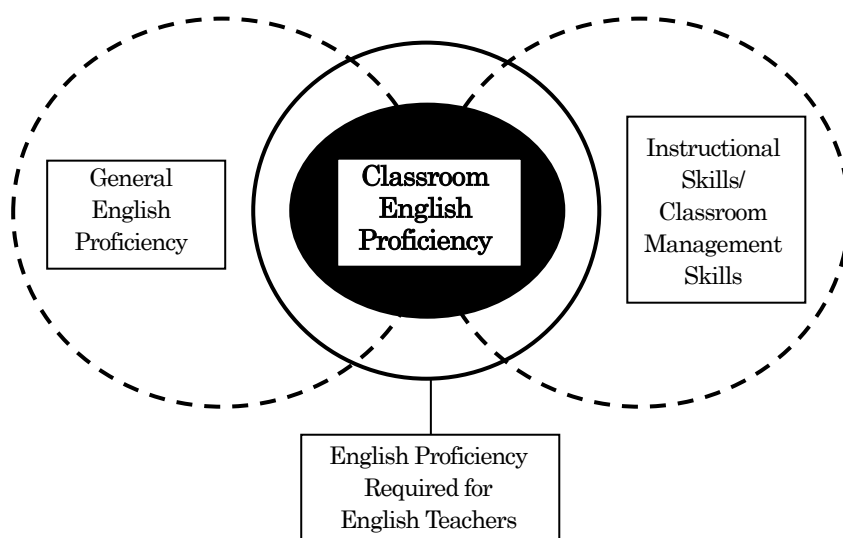 General
English
Proficiency
Classroom
English
Proficiency
Instructional
Skills/
Classroom
Management
Skills
English Proficiency
Required for
English Teachers